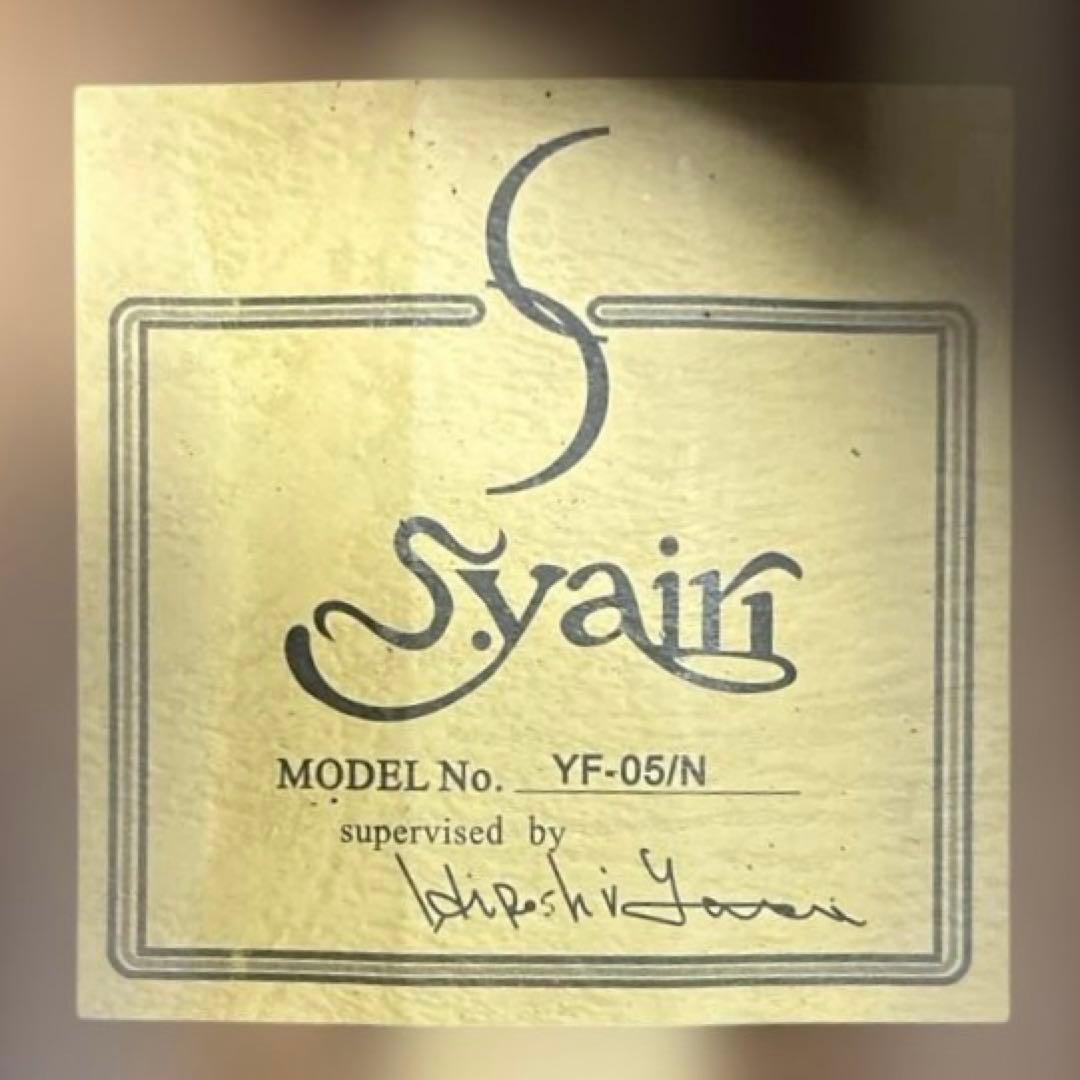 S.yairi
MODEL No. YF-05/N
supervised by
Hiroshi Yairi